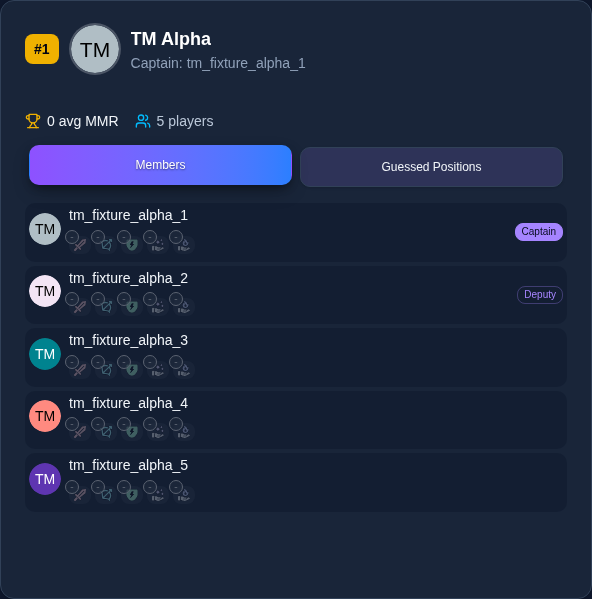 #1
TM
TM Alpha
Captain: tm_fixture_alpha_1
0 avg MMR
5 players
Members
Guessed Positions
TM
tm_fixture_alpha_1
- - - - -
Captain
TM
tm_fixture_alpha_2
- - - - -
Deputy
TM
tm_fixture_alpha_3
- - - - -
TM
tm_fixture_alpha_4
- - - - -
TM
tm_fixture_alpha_5
- - - - -